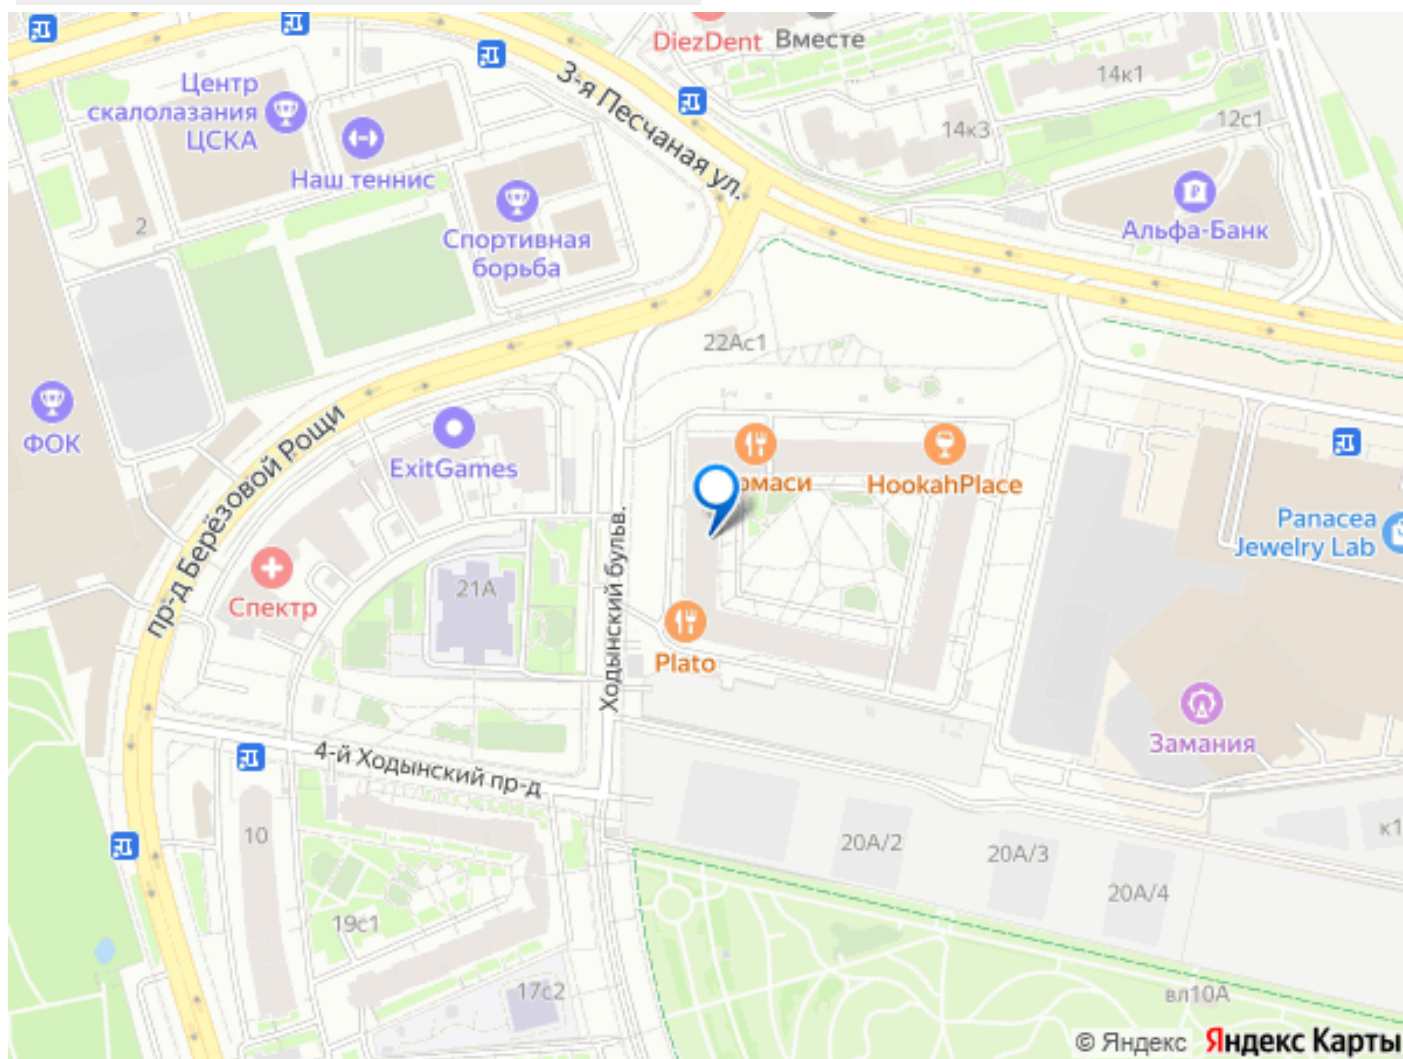 DiezDent
Вместе
14к1
Центр
скалолазания
ЦСКА
3-я Песчаная ул.
14к3
12с1
Наш теннис
2
Спортивная
борьба
Альфа-Банк
22Ас1
ФОК
пр-д Берёзовой Рощи
ExitGames
HookahPlace
Panacea
Jewelry Lab
Ходынский бульв.
21А
Спектр
Plato
Замания
4-й Ходынский пр-д
10
20А/2
20А/3
20А/4
к1
19с1
17с2
вл10А
© Яндекс Яндекс Карты